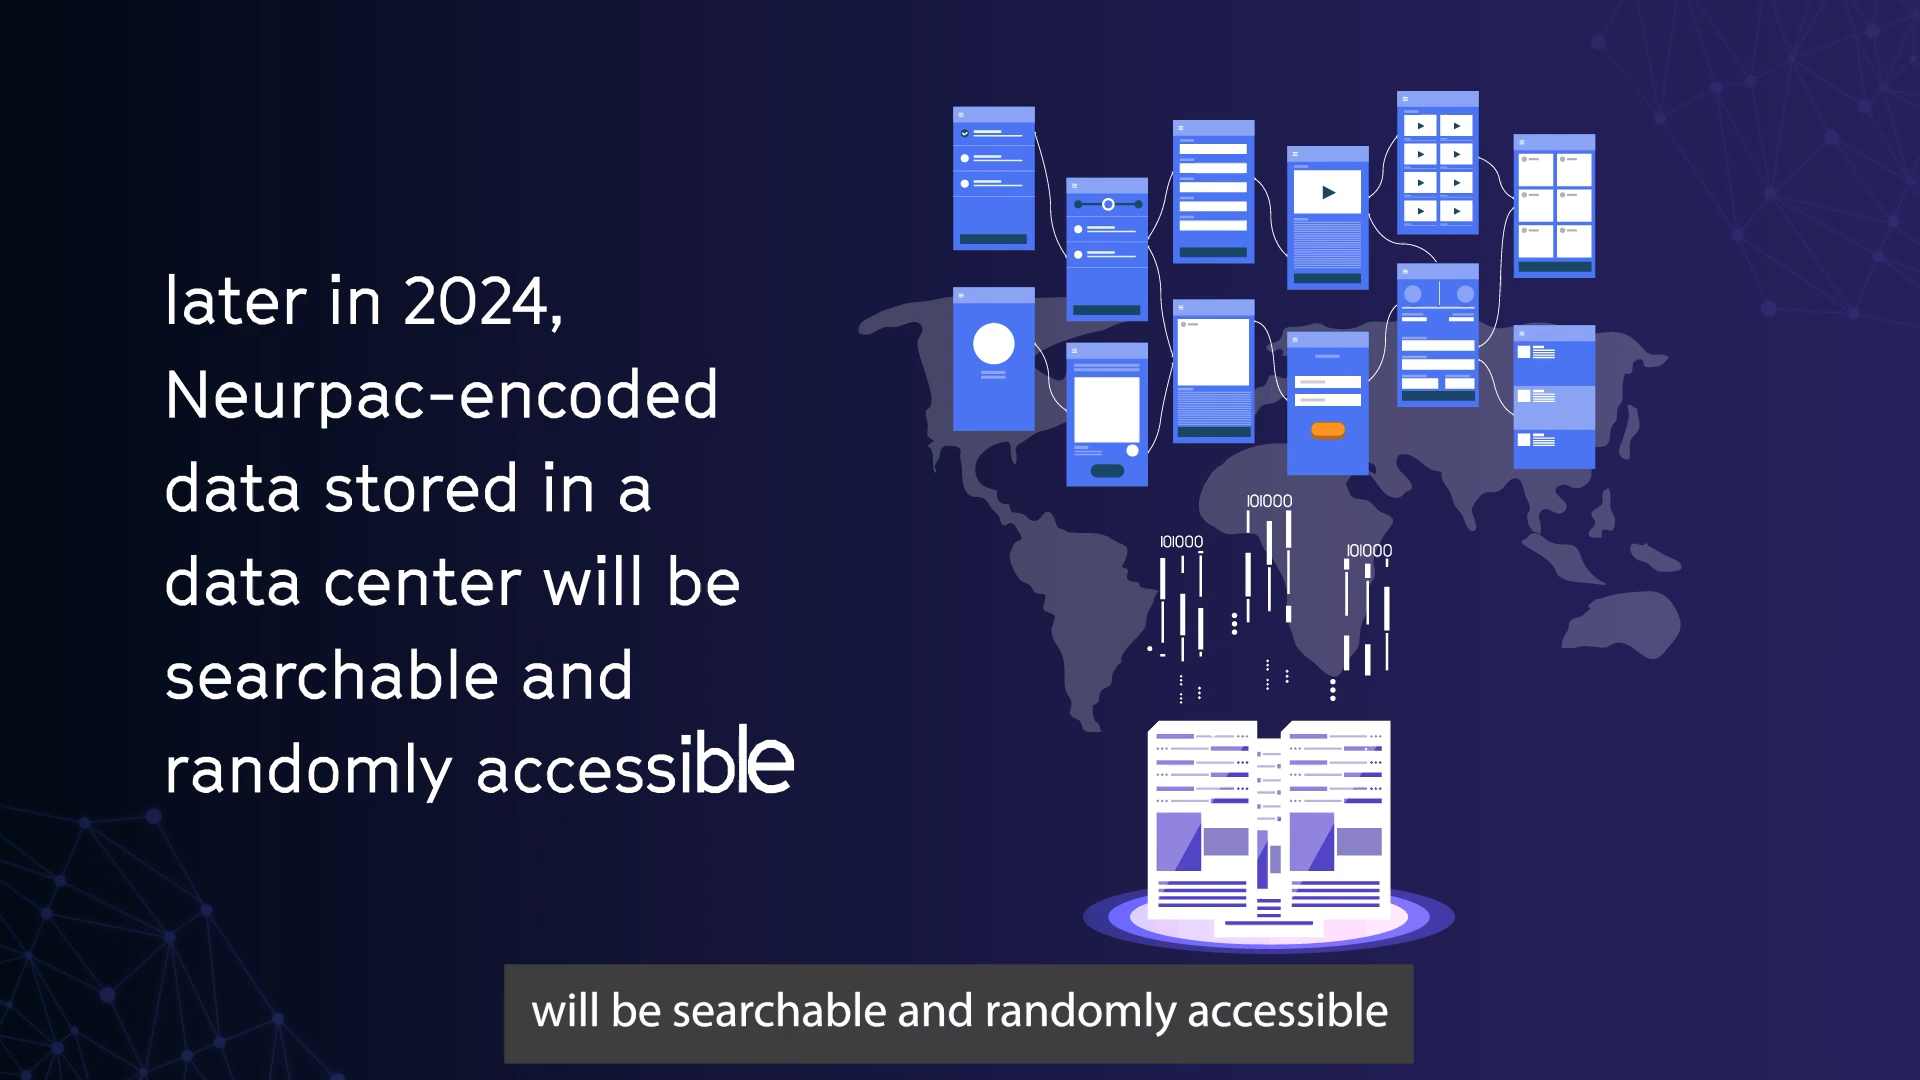 later in 2024,
Neurpac-encoded
data stored in a
data center will be
searchable and
randomly accessible
101000
101000
101000
will be searchable and randomly accessible